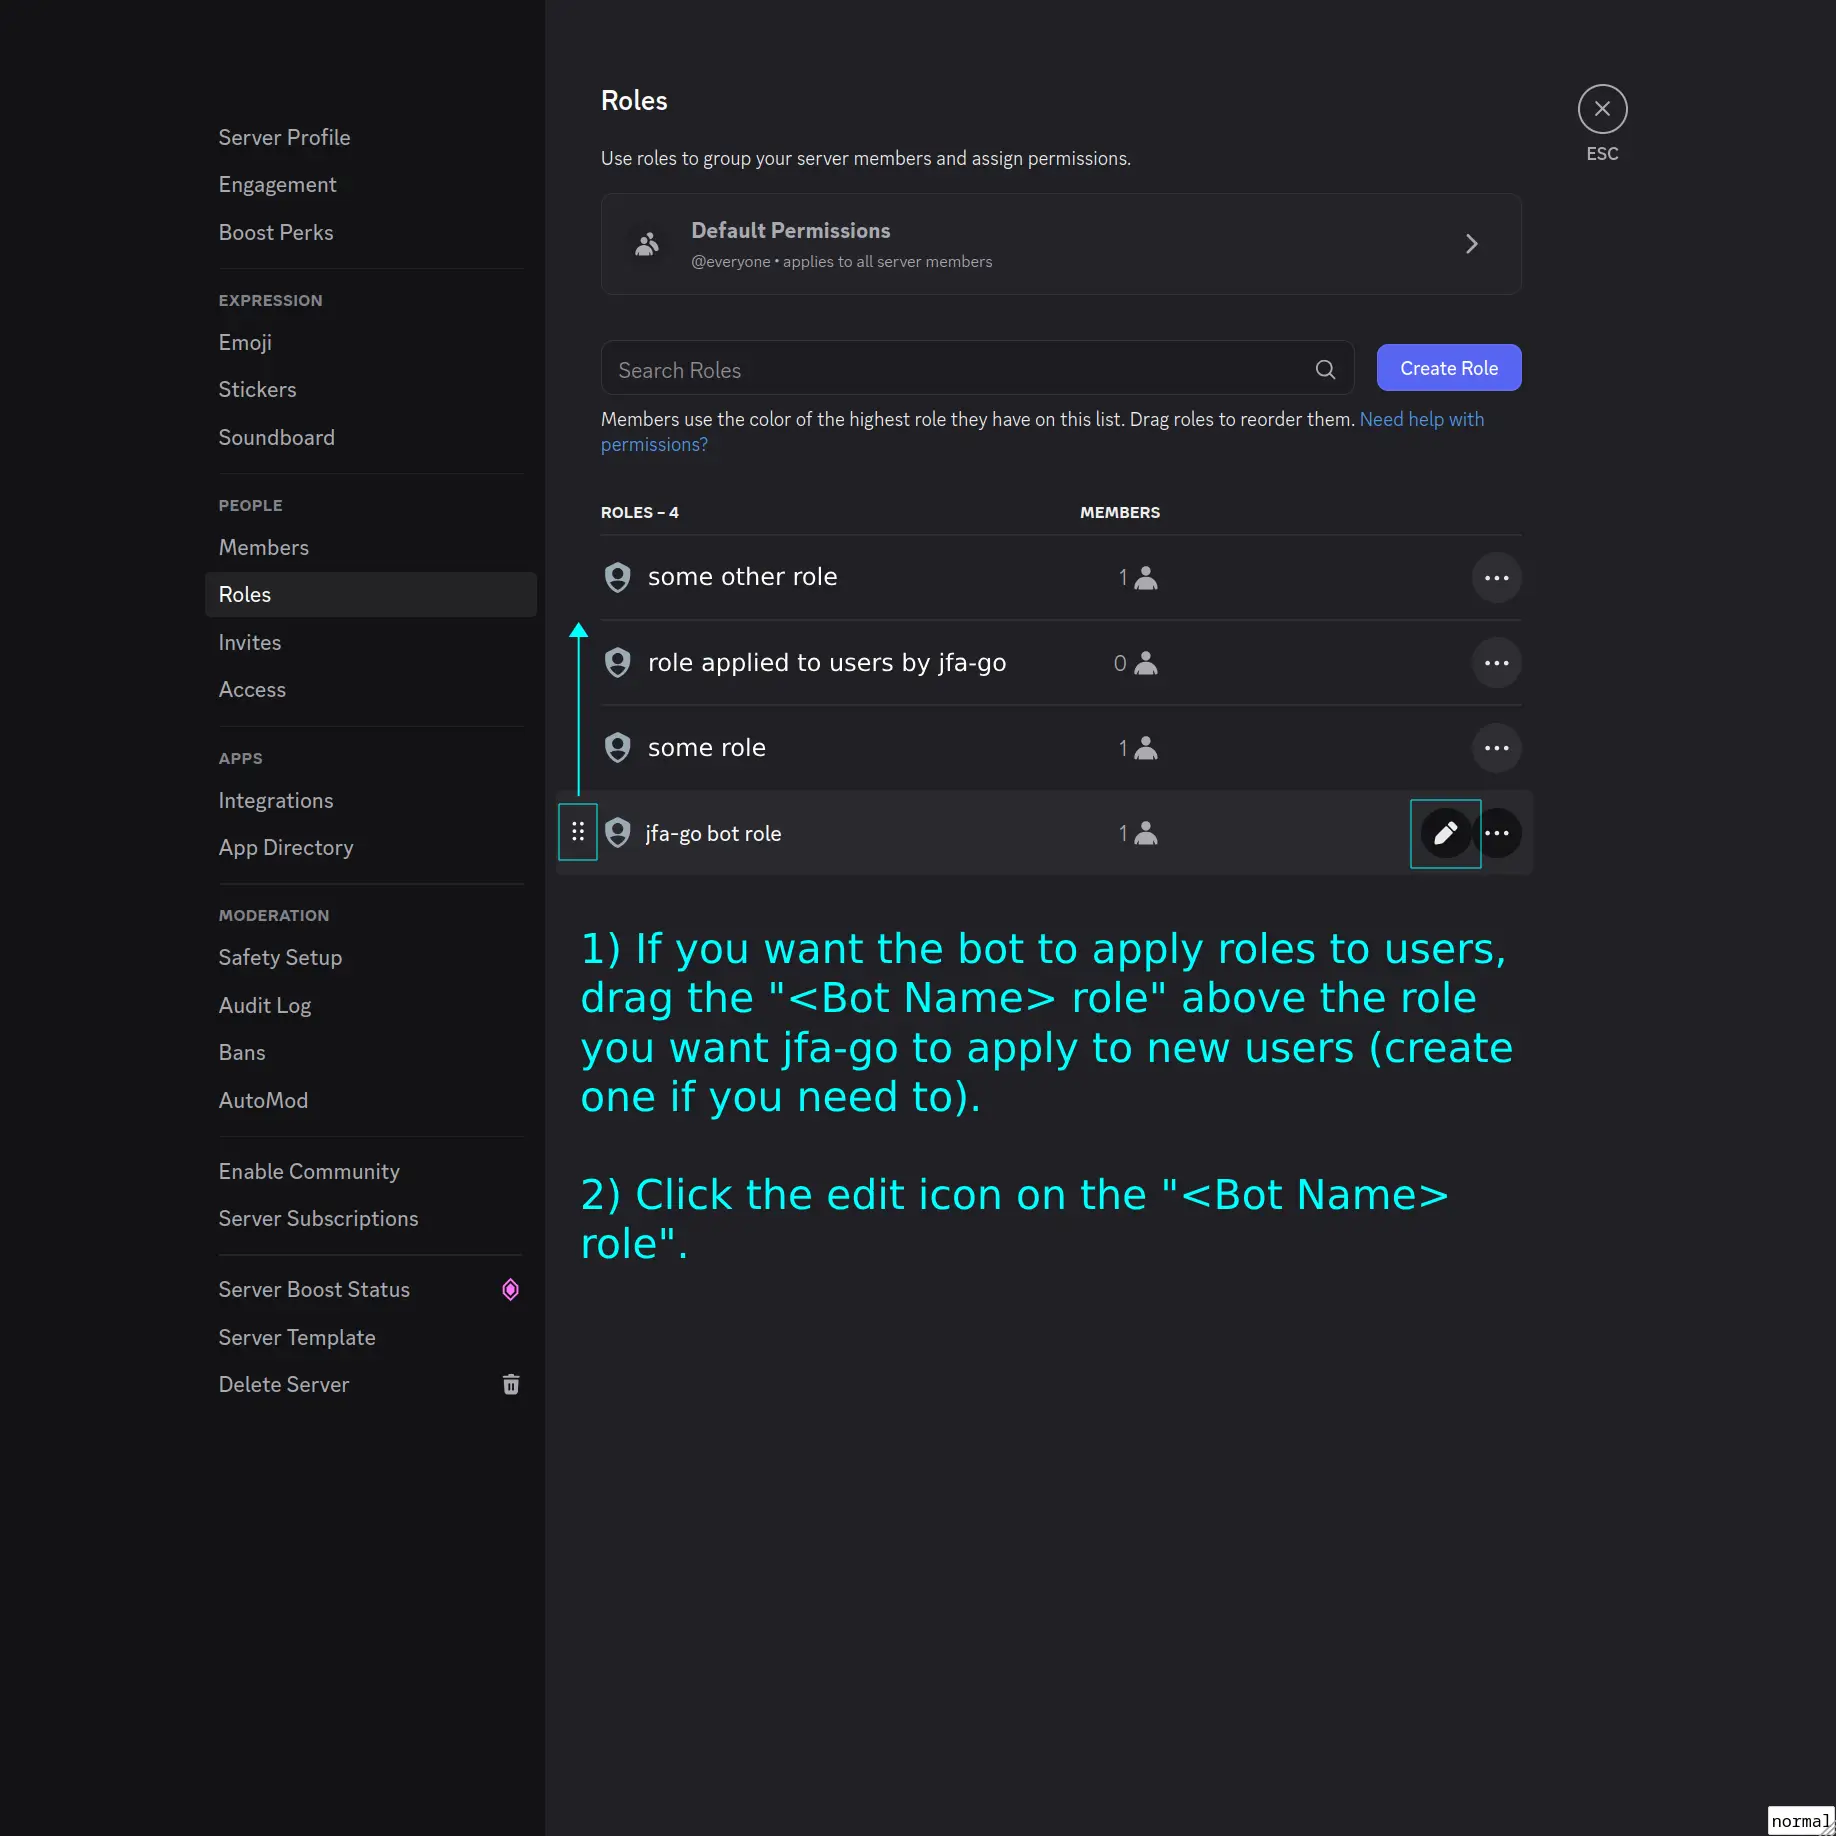 Server Profile
Engagement
Boost Perks
EXPRESSION
Emoji
Stickers
Soundboard
PEOPLE
Members
Roles
Invites
Access
APPS
Integrations
App Directory
MODERATION
Safety Setup
Audit Log
Bans
AutoMod
Enable Community
Server Subscriptions
Server Boost Status
Server Template
Delete Server
Roles
ESC
Use roles to group your server members and assign permissions.
Default Permissions
@everyone • applies to all server members
Search Roles
Create Role
Members use the color of the highest role they have on this list. Drag roles to reorder them. Need help with
permissions?
ROLES – 4 MEMBERS
some other role 1
role applied to users by jfa-go 0
some role 1
jfa-go bot role 1
1) If you want the bot to apply roles to users,
drag the "<Bot Name> role" above the role
you want jfa-go to apply to new users (create
one if you need to).
2) Click the edit icon on the "<Bot Name>
role".
normal